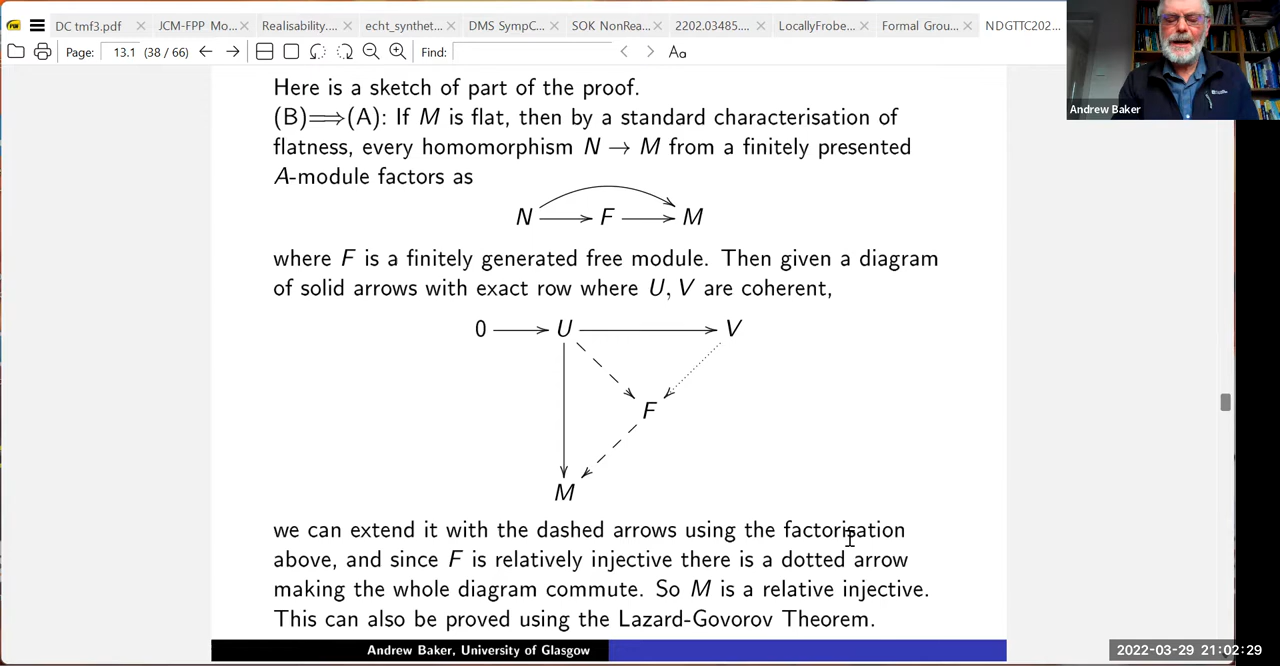 DC tmf3.pdf
JCM-FPP Mo...
Realisability....
echt_synthet...
DMS SympC...
SOK NonRea...
2202.03485....
LocallyFrobe...
Formal Grou...
NDGTTC202...
Page: 13.1 (38 / 66) Find: Aa
Andrew Baker
Here is a sketch of part of the proof.
(B)⟹(A): If M is flat, then by a standard characterisation of
flatness, every homomorphism N → M from a finitely presented
A-module factors as
N F M
where F is a finitely generated free module. Then given a diagram
of solid arrows with exact row where U, V are coherent,
0 U V
F
M
we can extend it with the dashed arrows using the factorisation
above, and since F is relatively injective there is a dotted arrow
making the whole diagram commute. So M is a relative injective.
This can also be proved using the Lazard-Govorov Theorem.
Andrew Baker, University of Glasgow
2022-03-29 21:02:29